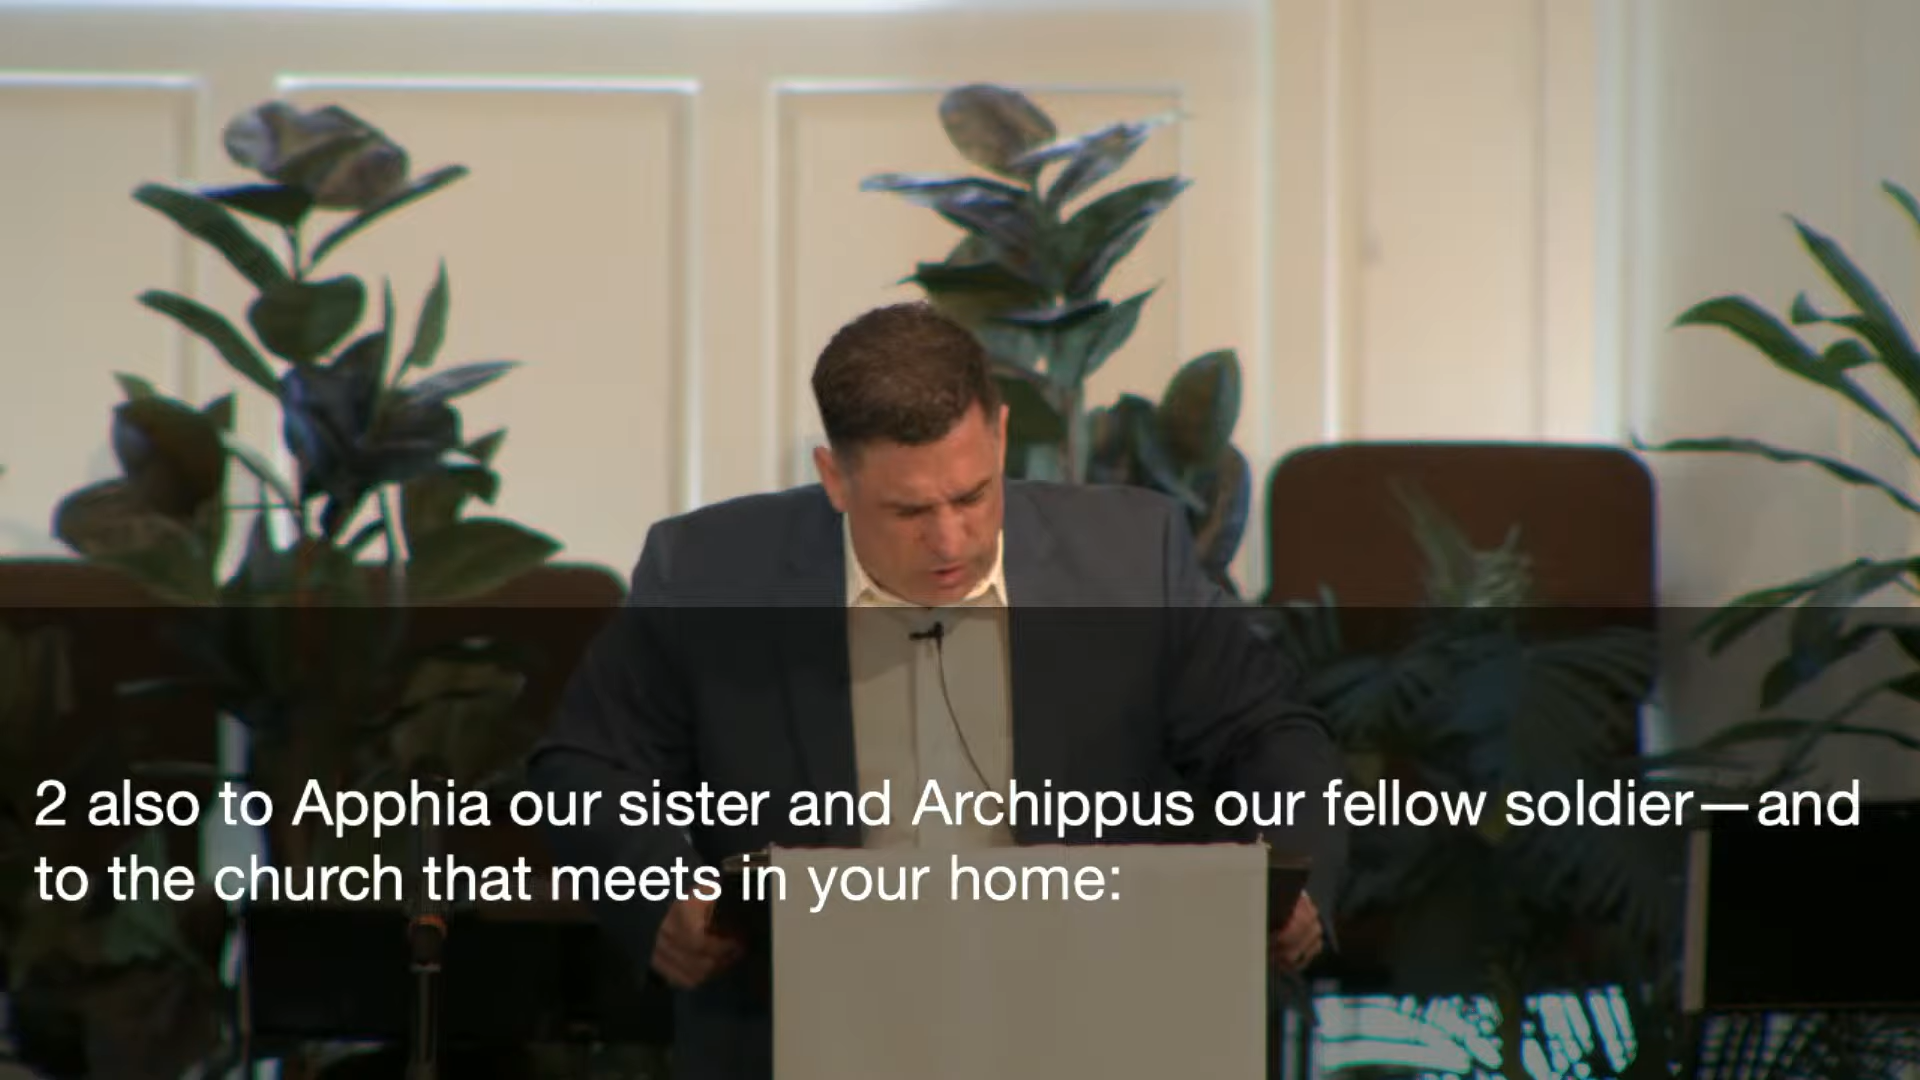 2 also to Apphia our sister and Archippus our fellow soldier—and
to the church that meets in your home: